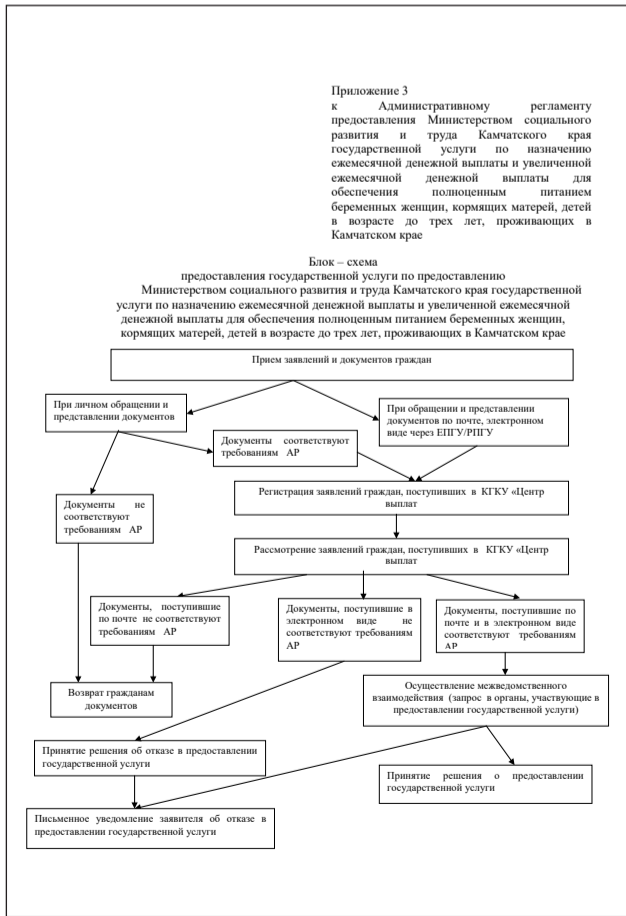 Приложение 3
к Административному регламенту
предоставления Министерством социального
развития и труда Камчатского края
государственной услуги по назначению
ежемесячной денежной выплаты и увеличенной
ежемесячной денежной выплаты для
обеспечения полноценным питанием
беременных женщин, кормящих матерей, детей
в возрасте до трех лет, проживающих в
Камчатском крае
Блок – схема
предоставления государственной услуги по предоставлению
Министерством социального развития и труда Камчатского края государственной
услуги по назначению ежемесячной денежной выплаты и увеличенной ежемесячной
денежной выплаты для обеспечения полноценным питанием беременных женщин,
кормящих матерей, детей в возрасте до трех лет, проживающих в Камчатском крае
Прием заявлений и документов граждан
При личном обращении и
представлении документов
При обращении и представлении
документов по почте, электронном
виде через ЕПГУ/РПГУ
Документы соответствуют
требованиям АР
Документы не
соответствуют
требованиям АР
Регистрация заявлений граждан, поступивших в КГКУ «Центр
выплат
Рассмотрение заявлений граждан, поступивших в КГКУ «Центр
выплат
Документы, поступившие
по почте не соответствуют
требованиям АР
Документы, поступившие в
электронном виде не
соответствуют требованиям
АР
Документы, поступившие по
почте и в электронном виде
соответствуют требованиям
АР
Возврат гражданам
документов
Осуществление межведомственного
взаимодействия (запрос в органы, участвующие в
предоставлении государственной услуги)
Принятие решения об отказе в предоставлении
государственной услуги
Принятие решения о предоставлении
государственной услуги
Письменное уведомление заявителя об отказе в
предоставлении государственной услуги